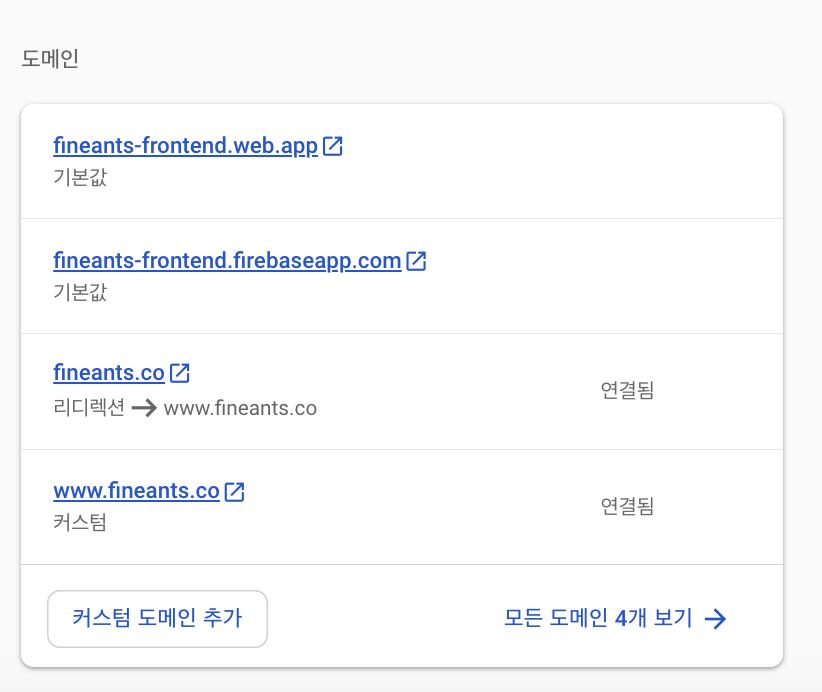 도메인
fineants-frontend.web.app
기본값
fineants-frontend.firebaseapp.com
기본값
fineants.co
리디렉션 → www.fineants.co
연결됨
www.fineants.co
커스텀
연결됨
커스텀 도메인 추가
모든 도메인 4개 보기 →